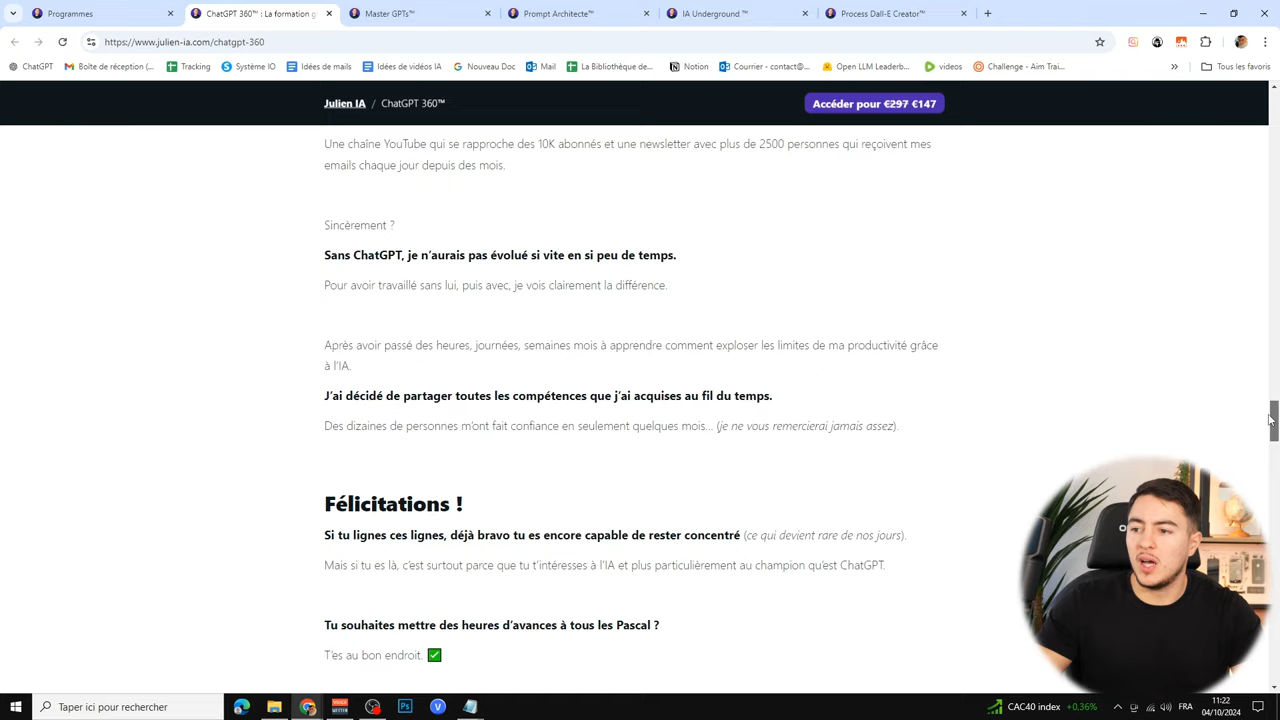 Programmes
ChatGPT 360™ : La formation g
Master GPTs™
Prompt Architecte™
IA Underground ™
Process Dall-E Creator™
https://www.julien-ia.com/chatgpt-360
ChatGPT
Boîte de réception (...
Tracking
Système IO
Idées de mails
Idées de vidéos IA
Nouveau Doc
Mail
La Bibliothèque de...
Notion
Courrier - contact@...
Open LLM Leaderb...
videos
Challenge - Aim Trai...
Tous les favoris
Julien IA / ChatGPT 360™
Accéder pour €297 €147
Une chaîne YouTube qui se rapproche des 10K abonnés et une newsletter avec plus de 2500 personnes qui reçoivent mes
emails chaque jour depuis des mois.
Sincèrement ?
Sans ChatGPT, je n’aurais pas évolué si vite en si peu de temps.
Pour avoir travaillé sans lui, puis avec, je vois clairement la différence.
Après avoir passé des heures, journées, semaines mois à apprendre comment exploser les limites de ma productivité grâce
à l’IA.
J’ai décidé de partager toutes les compétences que j’ai acquises au fil du temps.
Des dizaines de personnes m’ont fait confiance en seulement quelques mois... (je ne vous remercierai jamais assez).
Félicitations !
Si tu lignes ces lignes, déjà bravo tu es encore capable de rester concentré (ce qui devient rare de nos jours).
Mais si tu es là, c’est surtout parce que tu t’intéresses à l’IA et plus particulièrement au champion qu’est ChatGPT.
Tu souhaites mettre des heures d’avances à tous les Pascal ?
T’es au bon endroit. ✅
Taper ici pour rechercher
CAC40 index +0,36%
FRA
11:22
04/10/2024